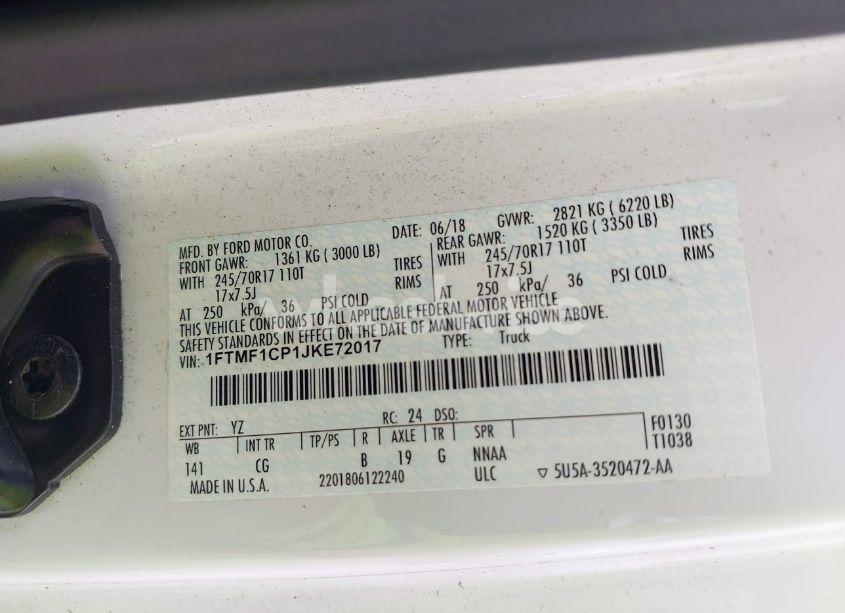 MFD. BY FORD MOTOR CO.
DATE: 06/18 GVWR: 2821 KG ( 6220 LB)
FRONT GAWR: 1361 KG ( 3000 LB)
WITH 245/70R17 110T TIRES
17x7.5J RIMS
AT 250 kPa/ 36 PSI COLD
REAR GAWR: 1520 KG ( 3350 LB)
WITH 245/70R17 110T TIRES
17x7.5J RIMS
AT 250 kPa/ 36 PSI COLD
THIS VEHICLE CONFORMS TO ALL APPLICABLE FEDERAL MOTOR VEHICLE
SAFETY STANDARDS IN EFFECT ON THE DATE OF MANUFACTURE SHOWN ABOVE.
VIN: 1FTMF1CP1JKE72017 TYPE: Truck
EXT PNT: YZ RC: 24 DSO:
WB INT TR TP/PS R AXLE TR SPR
141 CG B 19 G NNAA
F0130
T1038
MADE IN U.S.A. 2201806122240 ULC ▽ 5U5A-3520472-AA